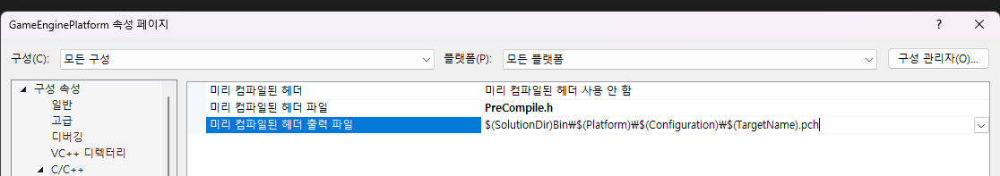 GameEnginePlatform 속성 페이지 ? ×
구성(C): 모든 구성 플랫폼(P): 모든 플랫폼 구성 관리자(O)...
구성 속성
일반
고급
디버깅
VC++ 디렉터리
C/C++
미리 컴파일된 헤더 미리 컴파일된 헤더 사용 안 함
미리 컴파일된 헤더 파일 PreCompile.h
미리 컴파일된 헤더 출력 파일 $(SolutionDir)Bin₩$(Platform)₩$(Configuration)₩$(TargetName).pch